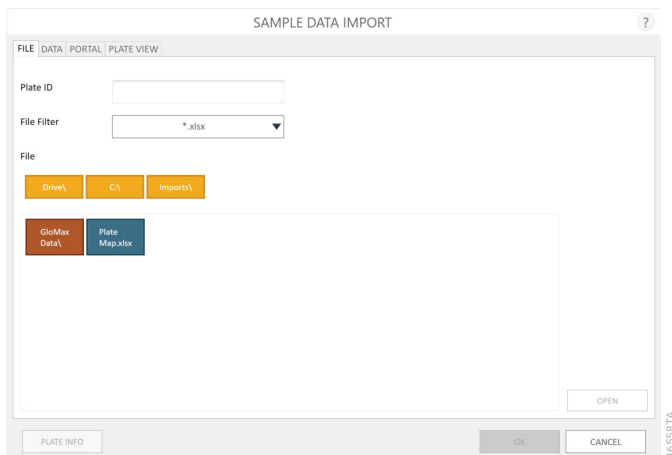 SAMPLE DATA IMPORT
?
FILE DATA PORTAL PLATE VIEW
Plate ID
File Filter
*.xlsx
File
Drive\ C:\ Imports\
GloMax Plate
Data\ Map.xlsx
OPEN
PLATE INFO OK CANCEL